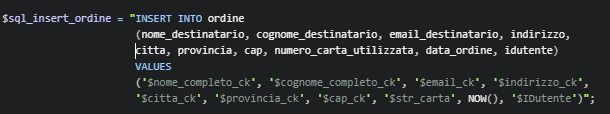 $sql_insert_ordine = "INSERT INTO ordine
(nome_destinatario, cognome_destinatario, email_destinatario, indirizzo,
citta, provincia, cap, numero_carta_utilizzata, data_ordine, idutente)
VALUES
('$nome_completo_ck', '$cognome_completo_ck', '$email_ck', '$indirizzo_ck',
'$citta_ck', '$provincia_ck', '$cap_ck', '$str_carta', NOW(), '$IDutente')";